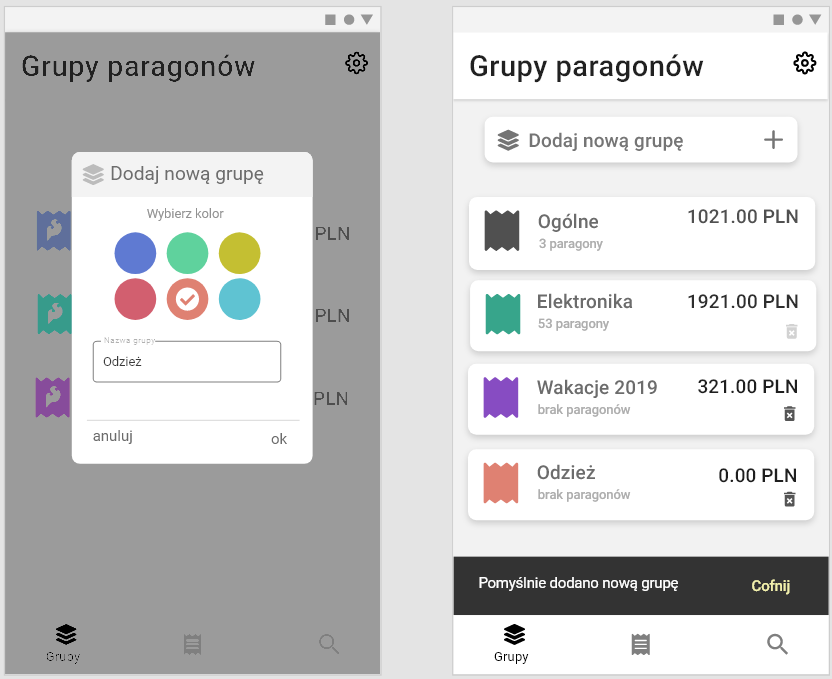 Grupy paragonów
Dodaj nową grupę
Wybierz kolor
PLN
PLN
PLN
Nazwa grupy
Odzież
anuluj
ok
Grupy
Grupy paragonów
Dodaj nową grupę
Ogólne
1021.00 PLN
3 paragony
Elektronika
1921.00 PLN
53 paragony
Wakacje 2019
321.00 PLN
brak paragonów
Odzież
0.00 PLN
brak paragonów
Pomyślnie dodano nową grupę
Cofnij
Grupy